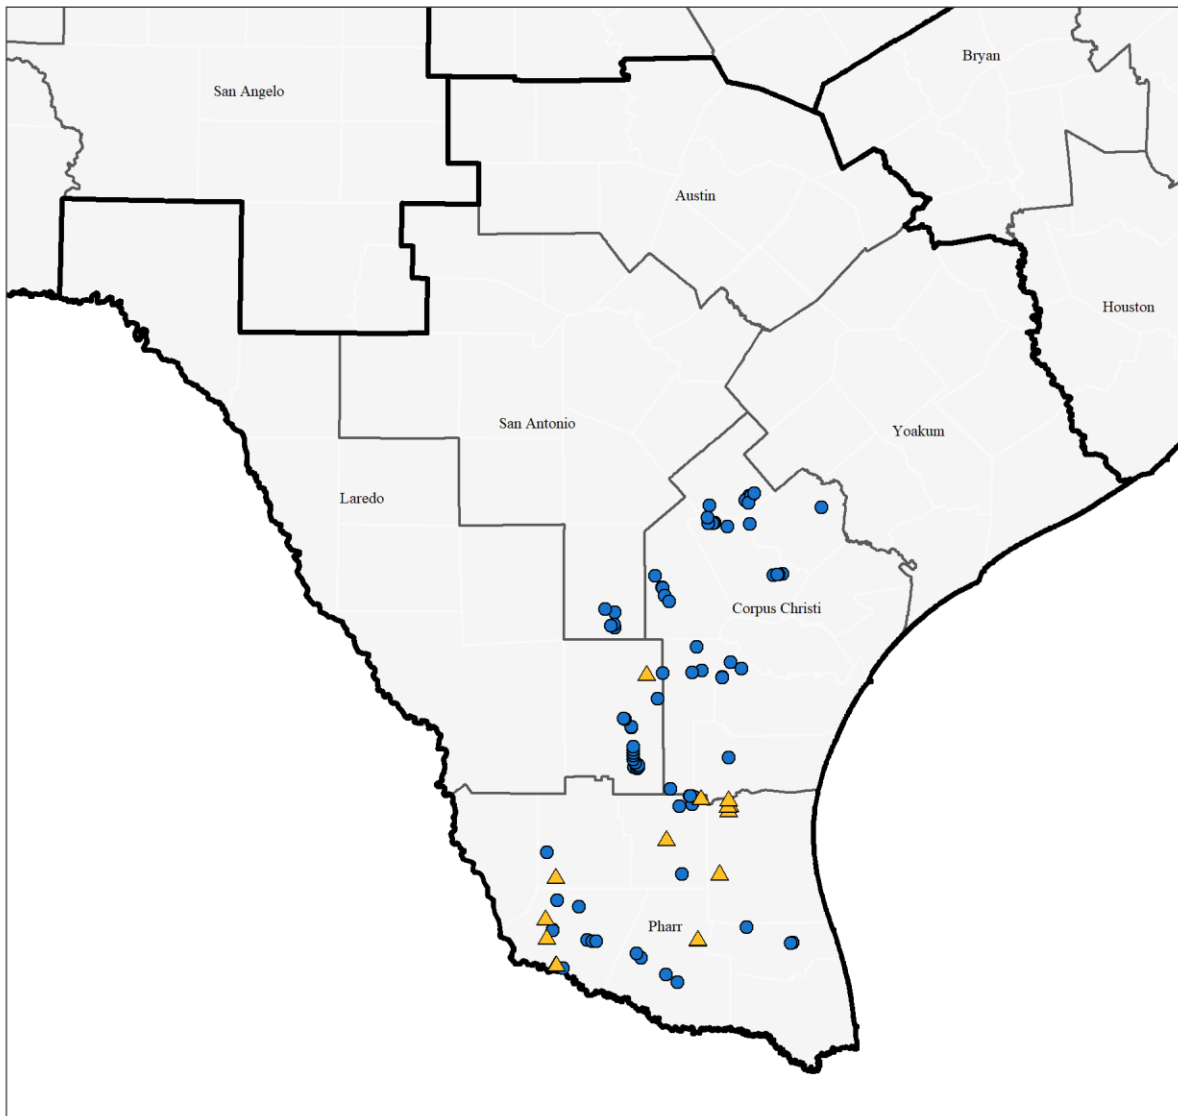 Bryan
San Angelo
Austin
Houston
San Antonio
Yoakum
Laredo
Corpus Christi
Pharr